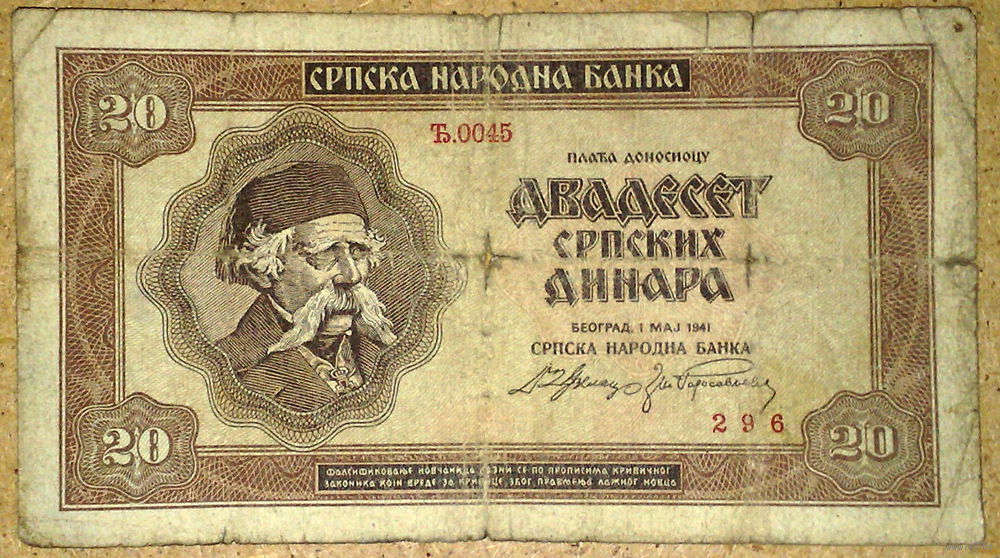 СРПСКА НАРОДНА БАНКА
20
20
Ђ.0045
ПЛАЋА ДОНОСИОЦУ
ДВАДЕСЕТ
СРПСКИХ
ДИНАРА
БЕОГРАД, 1 МАЈ 1941
СРПСКА НАРОДНА БАНКА
296
20
20
ФАЛСИФИКОВАЊЕ НОВЧАНИЦА КАЗНИ СЕ ПО ПРОПИСИМА КРИВИЧНОГ
ЗАКОНИКА КОЈИ ВРЕДЕ ЗА КРИВИЦЕ ЗБОГ ПРАВЉЕЊА ЛАЖНОГ НОВЦА